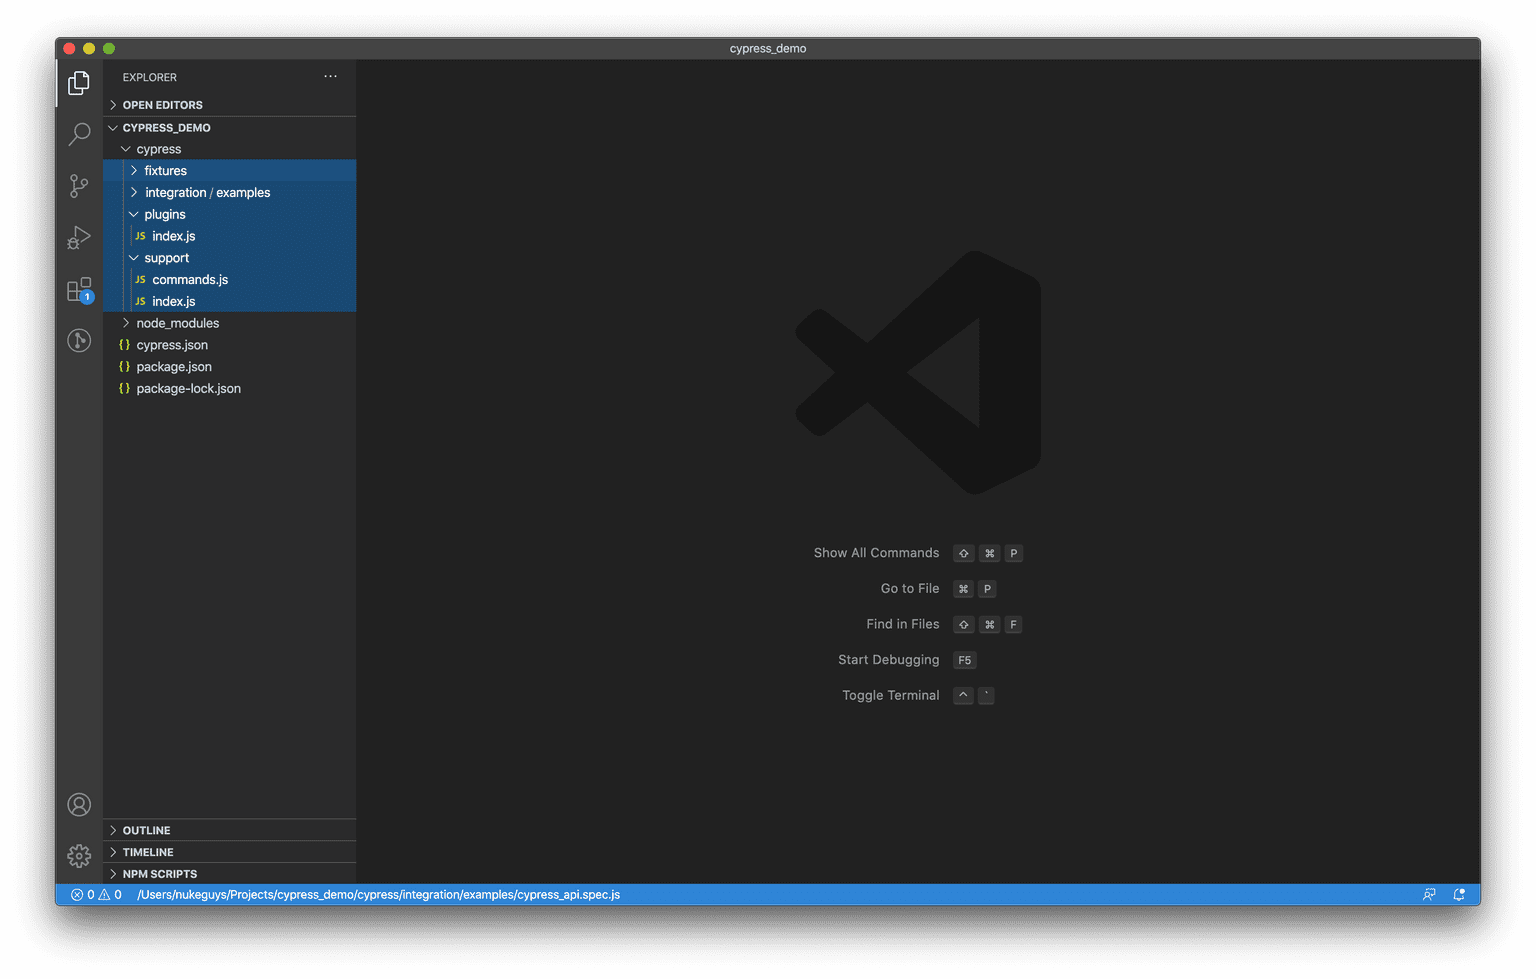 cypress_demo
EXPLORER
OPEN EDITORS
CYPRESS_DEMO
cypress
fixtures
integration / examples
plugins
JS index.js
support
JS commands.js
JS index.js
node_modules
{} cypress.json
{} package.json
{} package-lock.json
1
Show All Commands ⇧ ⌘ P
Go to File ⌘ P
Find in Files ⇧ ⌘ F
Start Debugging F5
Toggle Terminal ^ `
OUTLINE
TIMELINE
NPM SCRIPTS
0 0 /Users/nukeguys/Projects/cypress_demo/cypress/integration/examples/cypress_api.spec.js